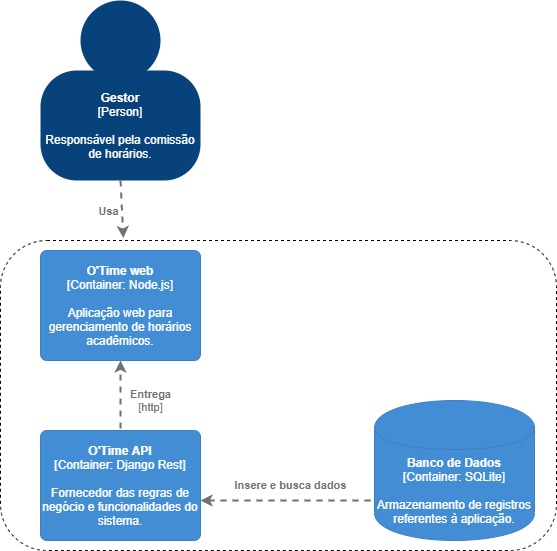 Gestor
[Person]
Responsável pela comissão
de horários.
Usa
O'Time web
[Container: Node.js]
Aplicação web para
gerenciamento de horários
acadêmicos.
Entrega
[http]
O'Time API
[Container: Django Rest]
Fornecedor das regras de
negócio e funcionalidades do
sistema.
Insere e busca dados
Banco de Dados
[Container: SQLite]
Armazenamento de registros
referentes à aplicação.